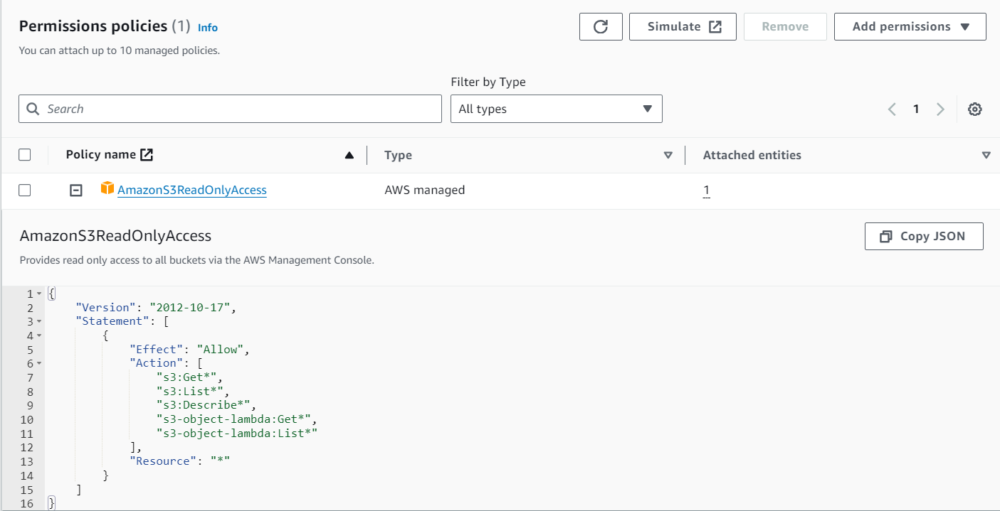 Permissions policies (1) Info
Simulate
Remove
Add permissions
You can attach up to 10 managed policies.
Filter by Type
Search
All types
1
Policy name
Type
Attached entities
AmazonS3ReadOnlyAccess
AWS managed
1
AmazonS3ReadOnlyAccess
Copy JSON
Provides read only access to all buckets via the AWS Management Console.
1 {
2     "Version": "2012-10-17",
3     "Statement": [
4         {
5             "Effect": "Allow",
6             "Action": [
7                 "s3:Get*",
8                 "s3:List*",
9                 "s3:Describe*",
10                 "s3-object-lambda:Get*",
11                 "s3-object-lambda:List*"
12             ],
13             "Resource": "*"
14         }
15     ]
16 }